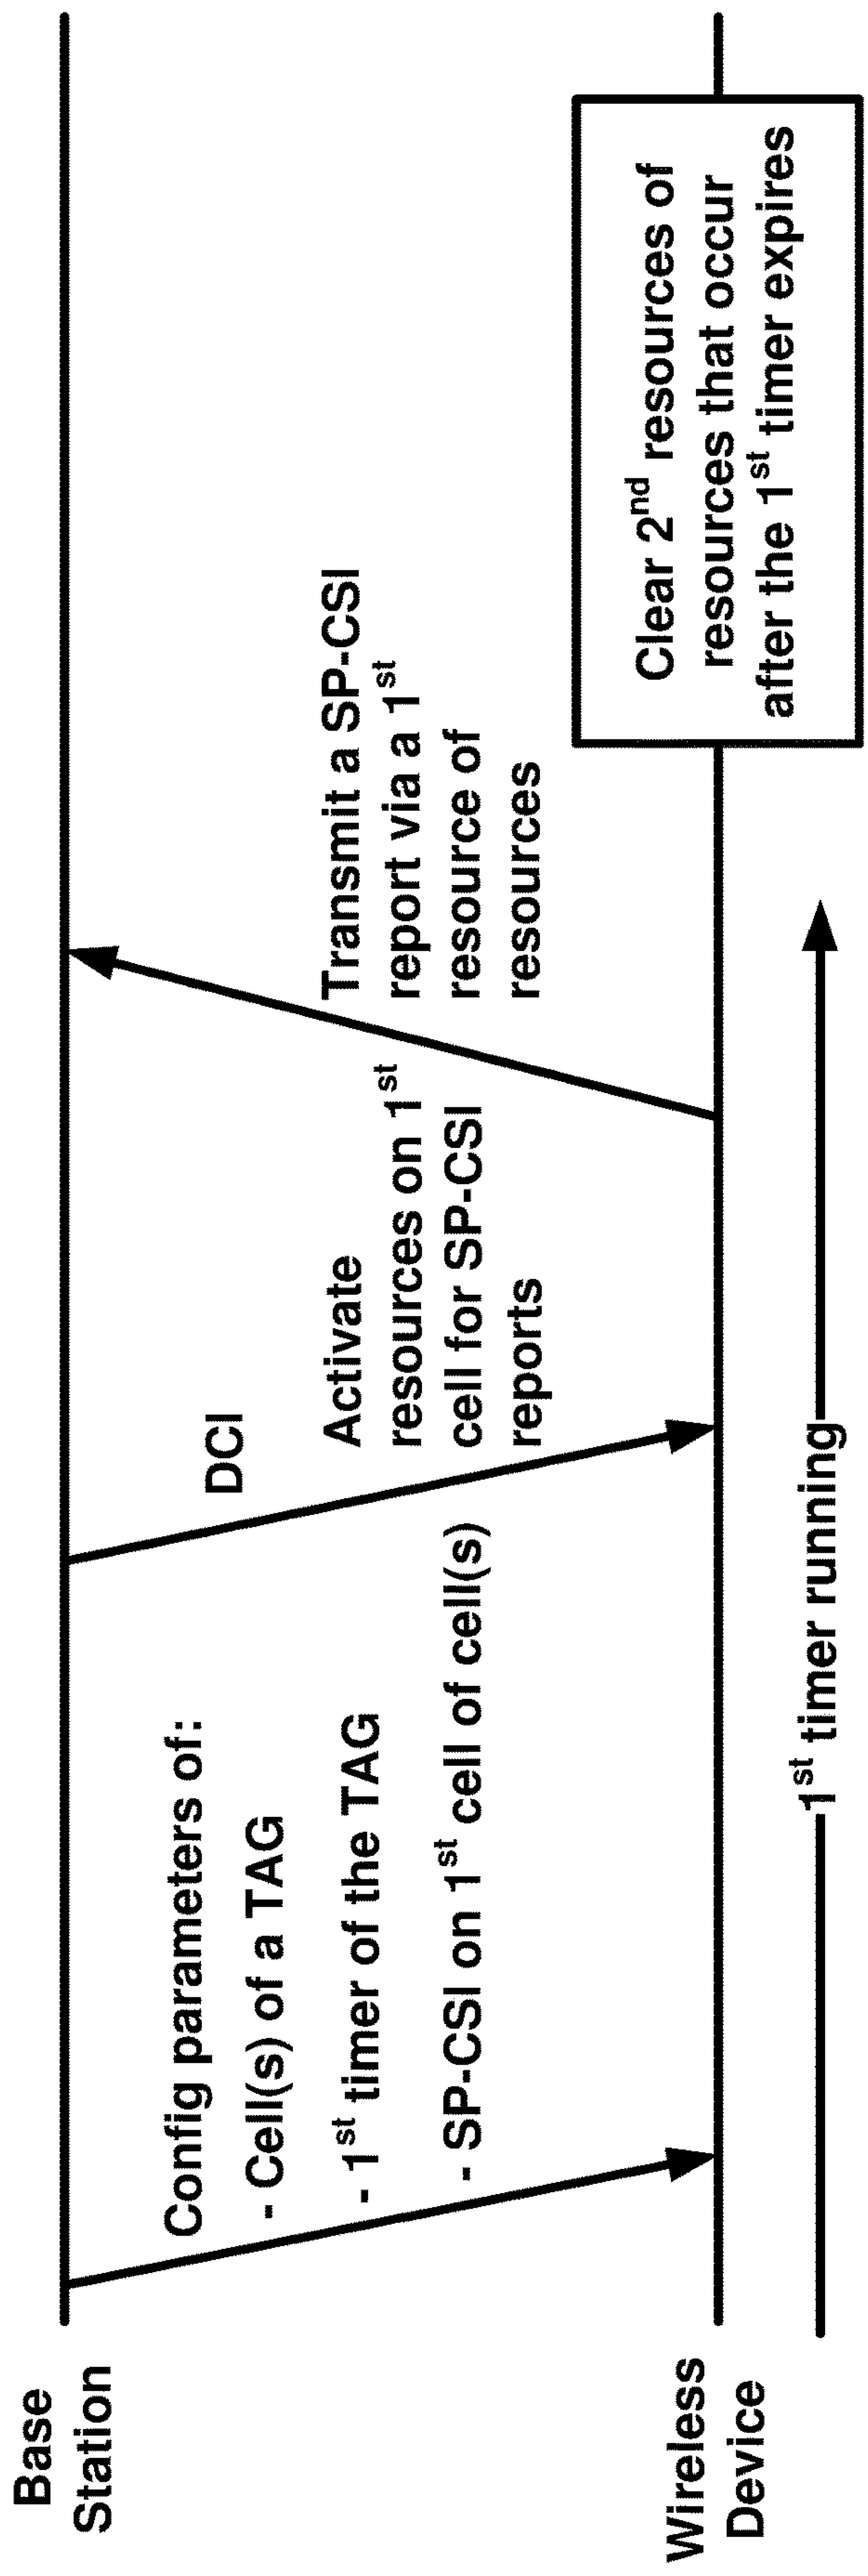 Base
Station
Config parameters of:
- Cell(s) of a TAG
- 1st timer of the TAG
- SP-CSI on 1st cell of cell(s)
DCI
Activate
resources on 1st
cell for SP-CSI
reports
Transmit a SP-CSI
report via a 1st
resource of
resources
Wireless
Device
Clear 2nd resources of
resources that occur
after the 1st timer expires
1st timer running